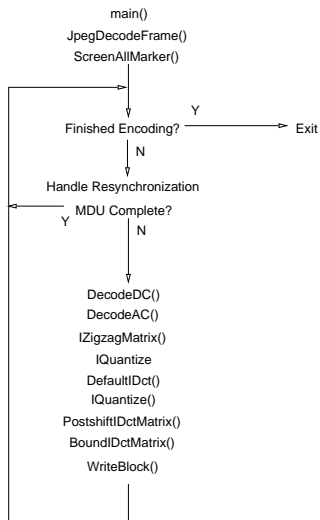 main()
JpegDecodeFrame()
ScreenAllMarker()
Y
Finished Encoding?
Exit
N
Handle Resynchronization
MDU Complete?
Y
N
DecodeDC()
DecodeAC()
IZigzagMatrix()
IQuantize
DefaultIDct()
IQuantize()
PostshiftIDctMatrix()
BoundIDctMatrix()
WriteBlock()